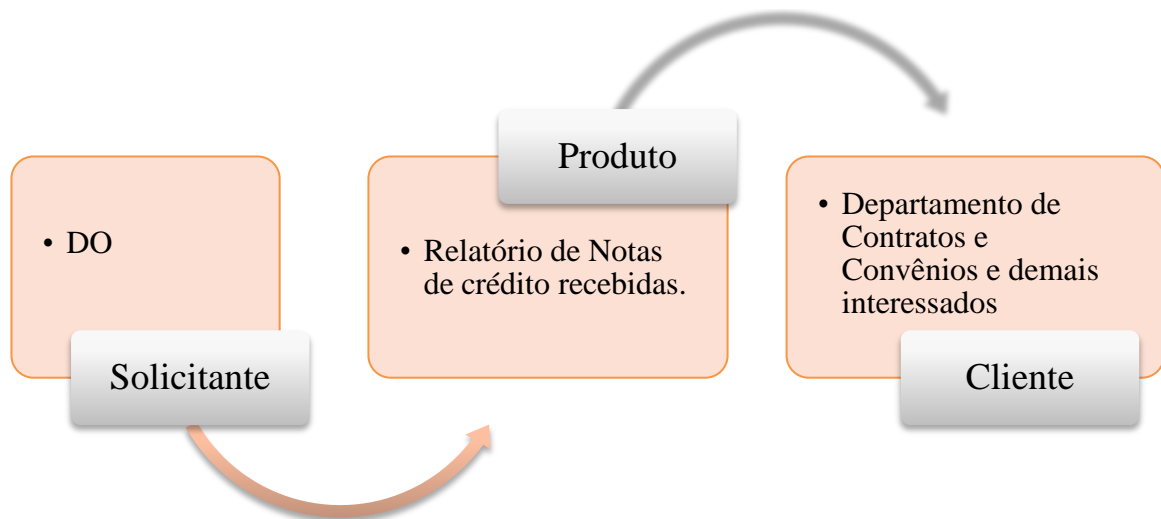 • DO
Solicitante
Produto
• Relatório de Notas
de crédito recebidas.
• Departamento de
Contratos e
Convênios e demais
interessados
Cliente